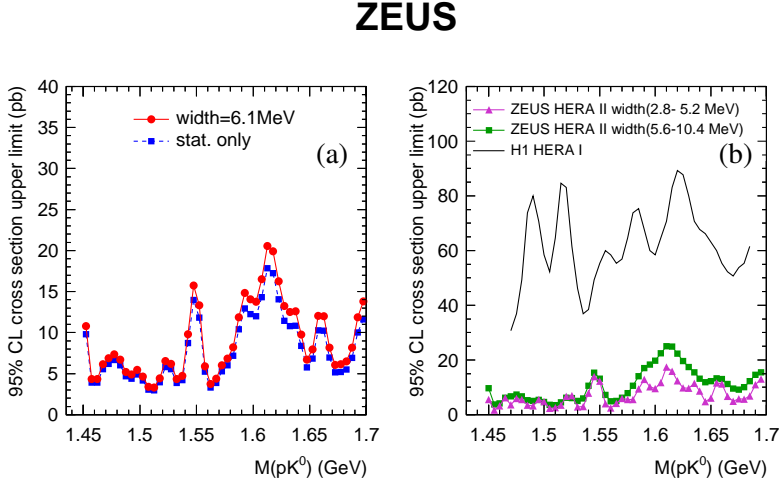 ZEUS
95% CL cross section upper limit (pb)
40
35
30
25
20
15
10
5
0
width=6.1MeV
stat. only
(a)
1.45
1.5
1.55
1.6
1.65
1.7
M(pK⁰) (GeV)
95% CL cross section upper limit (pb)
120
100
80
60
40
20
0
ZEUS HERA II width(2.8- 5.2 MeV)
ZEUS HERA II width(5.6-10.4 MeV)
H1 HERA I
(b)
1.45
1.5
1.55
1.6
1.65
1.7
M(pK⁰) (GeV)